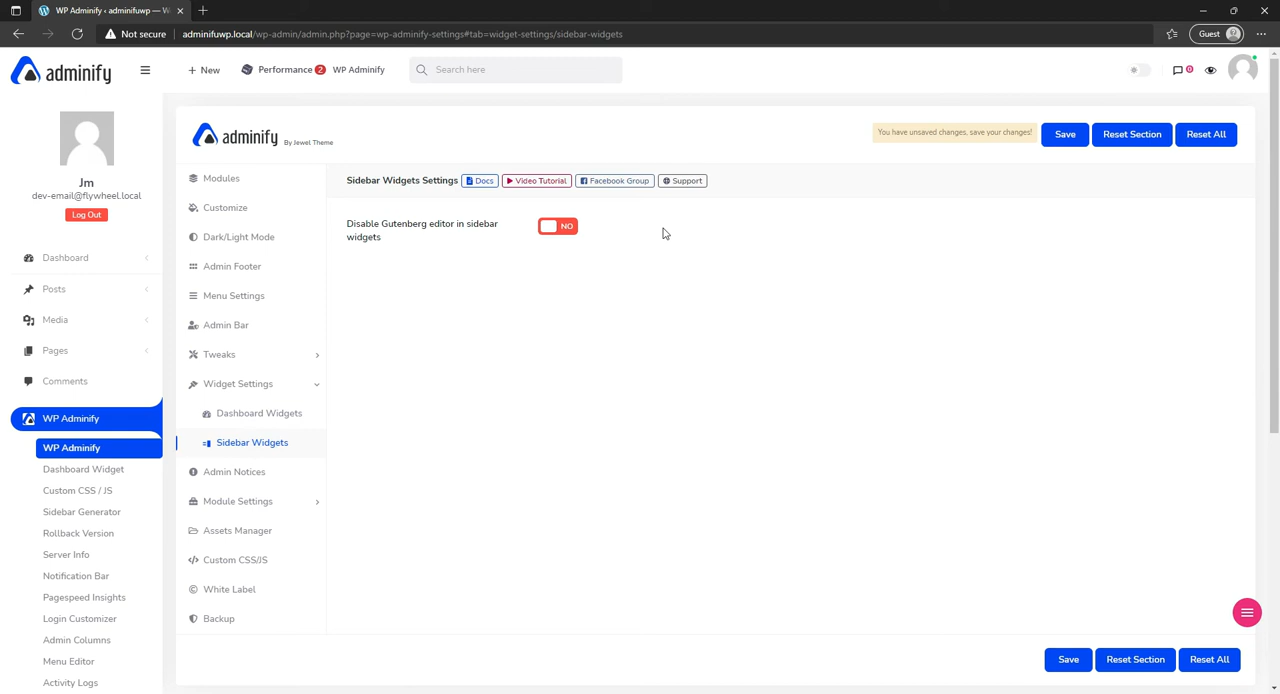 WP Adminify ‹ adminifuwp — W
Not secure
adminifuwp.local/wp-admin/admin.php?page=wp-adminify-settings#tab=widget-settings/sidebar-widgets
Guest
adminify
+ New
Performance 2
WP Adminify
Search here
0
Jm
dev-email@flywheel.local
Log Out
Dashboard
Posts
Media
Pages
Comments
WP Adminify
WP Adminify
Dashboard Widget
Custom CSS / JS
Sidebar Generator
Rollback Version
Server Info
Notification Bar
Pagespeed Insights
Login Customizer
Admin Columns
Menu Editor
Activity Logs
adminify By Jewel Theme
You have unsaved changes, save your changes!
Save
Reset Section
Reset All
Modules
Customize
Dark/Light Mode
Admin Footer
Menu Settings
Admin Bar
Tweaks
Widget Settings
Dashboard Widgets
Sidebar Widgets
Admin Notices
Module Settings
Assets Manager
Custom CSS/JS
White Label
Backup
Sidebar Widgets Settings
Docs
Video Tutorial
Facebook Group
Support
Disable Gutenberg editor in sidebar
widgets
NO
Save
Reset Section
Reset All